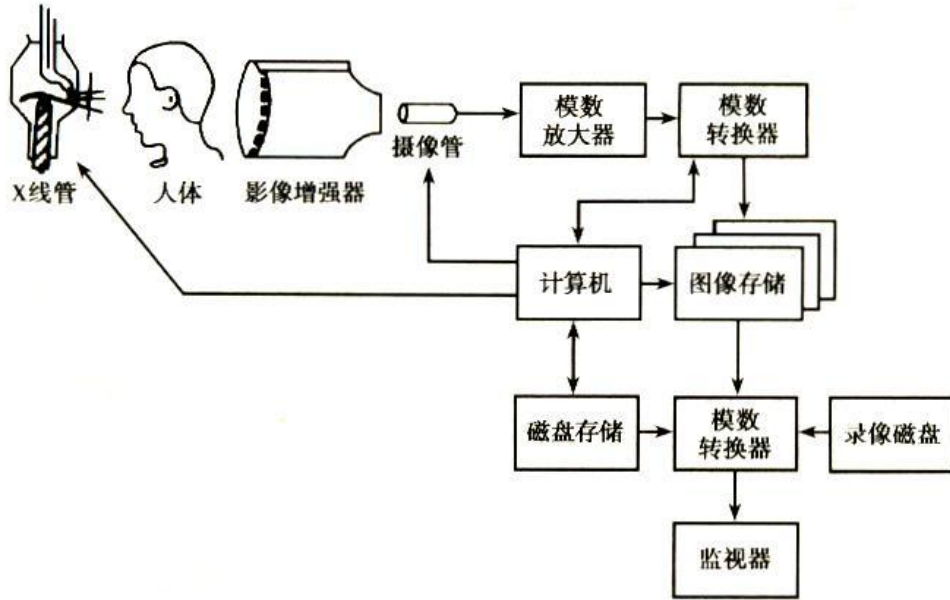 模数
放大器
模数
转换器
摄像管
X线管
人体
影像增强器
计算机
图像存储
磁盘存储
模数
转换器
录像磁盘
监视器